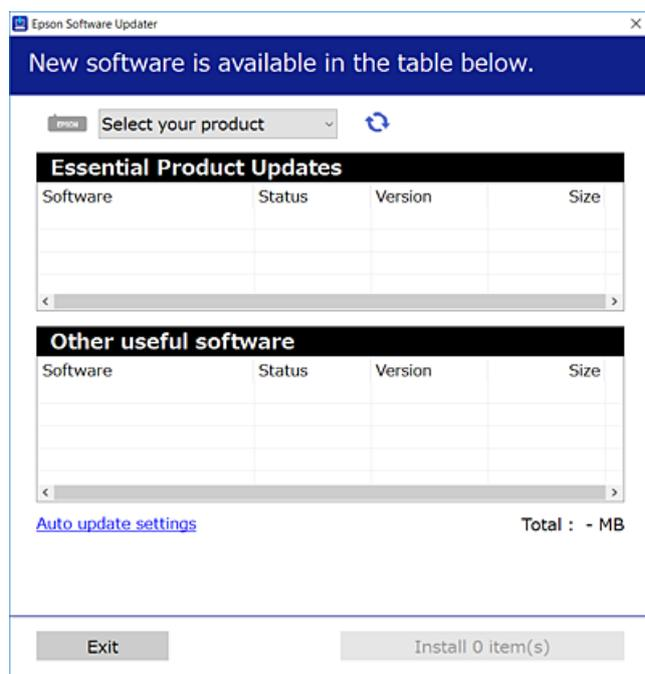 Epson Software Updater
New software is available in the table below.
EPSON Select your product
Essential Product Updates
Software Status Version Size
Other useful software
Software Status Version Size
Auto update settings Total : - MB
Exit Install 0 item(s)